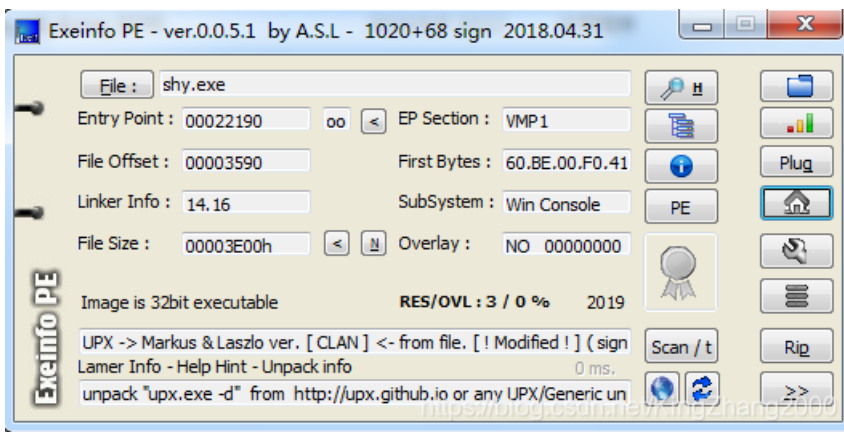 Exeinfo PE - ver.0.0.5.1 by A.S.L - 1020+68 sign 2018.04.31
File : shy.exe H
Entry Point : 00022190 oo < EP Section : VMP1
File Offset : 00003590 First Bytes : 60.BE.00.F0.41 Plug
Linker Info : 14.16 SubSystem : Win Console PE
File Size : 00003E00h < N Overlay : NO 00000000
Image is 32bit executable RES/OVL : 3 / 0 % 2019
UPX -> Markus & Laszlo ver. [ CLAN ] <- from file. [ ! Modified ! ] ( sign Scan / t Rip
Lamer Info - Help Hint - Unpack info 0 ms.
unpack "upx.exe -d" from http://upx.github.io or any UPX/Generic un >>
Exeinfo PE